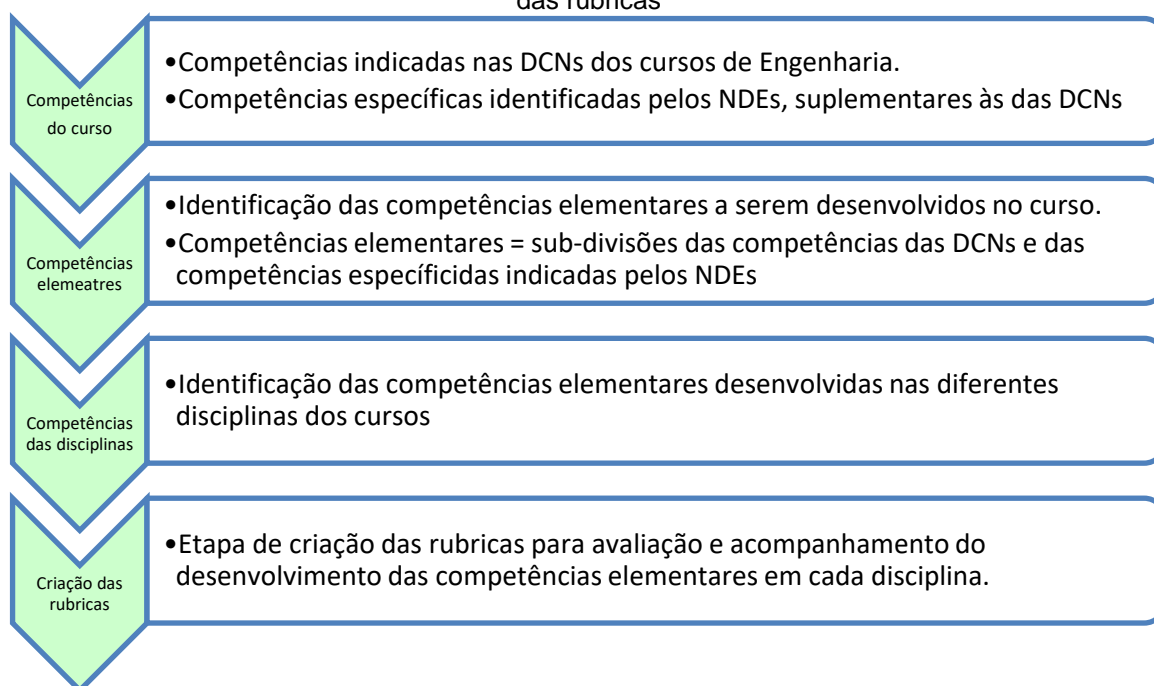 das rubricas
Competências
do curso
•Competências indicadas nas DCNs dos cursos de Engenharia.
•Competências específicas identificadas pelos NDEs, suplementares às das DCNs
Competências
elemeatres
•Identificação das competências elementares a serem desenvolvidos no curso.
•Competências elementares = sub-divisões das competências das DCNs e das
competências específicidas indicadas pelos NDEs
Competências
das disciplinas
•Identificação das competências elementares desenvolvidas nas diferentes
disciplinas dos cursos
Criação das
rubricas
•Etapa de criação das rubricas para avaliação e acompanhamento do
desenvolvimento das competências elementares em cada disciplina.